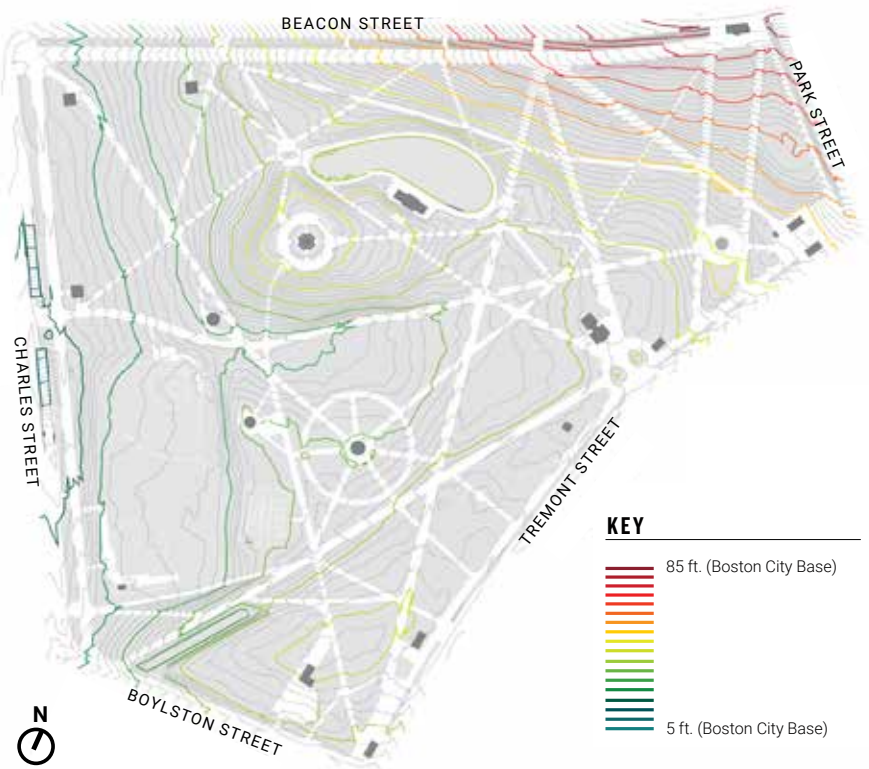 BEACON STREET
PARK STREET
CHARLES STREET
TREMONT STREET
BOYLSTON STREET
N
KEY
85 ft. (Boston City Base)
5 ft. (Boston City Base)